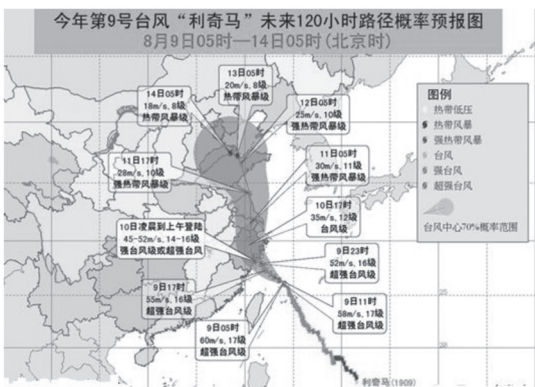 今年第9号台风“利奇马”未来120小时路径概率预报图
8月9日05时—14日05时(北京时)
13日05时
20m/s,8级
热带风暴级
14日05时
18m/s,8级
热带风暴级
12日05时
25m/s,10级
强热带风暴级
11日17时
28m/s,10级
强热带风暴级
11日05时
30m/s,11级
强热带风暴级
10日17时
35m/s,12级
台风级
10日凌晨到上午登陆
45-52m/s,14-16级
强台风级或超强台风
9日23时
52m/s,16级
超强台风级
9日17时
55m/s,16级
超强台风级
9日11时
58m/s,17级
超强台风级
9日05时
60m/s,17级
超强台风级
利奇马(1909)
图例
热带低压
热带风暴
强热带风暴
台风
强台风
超强台风
台风中心70%概率范围